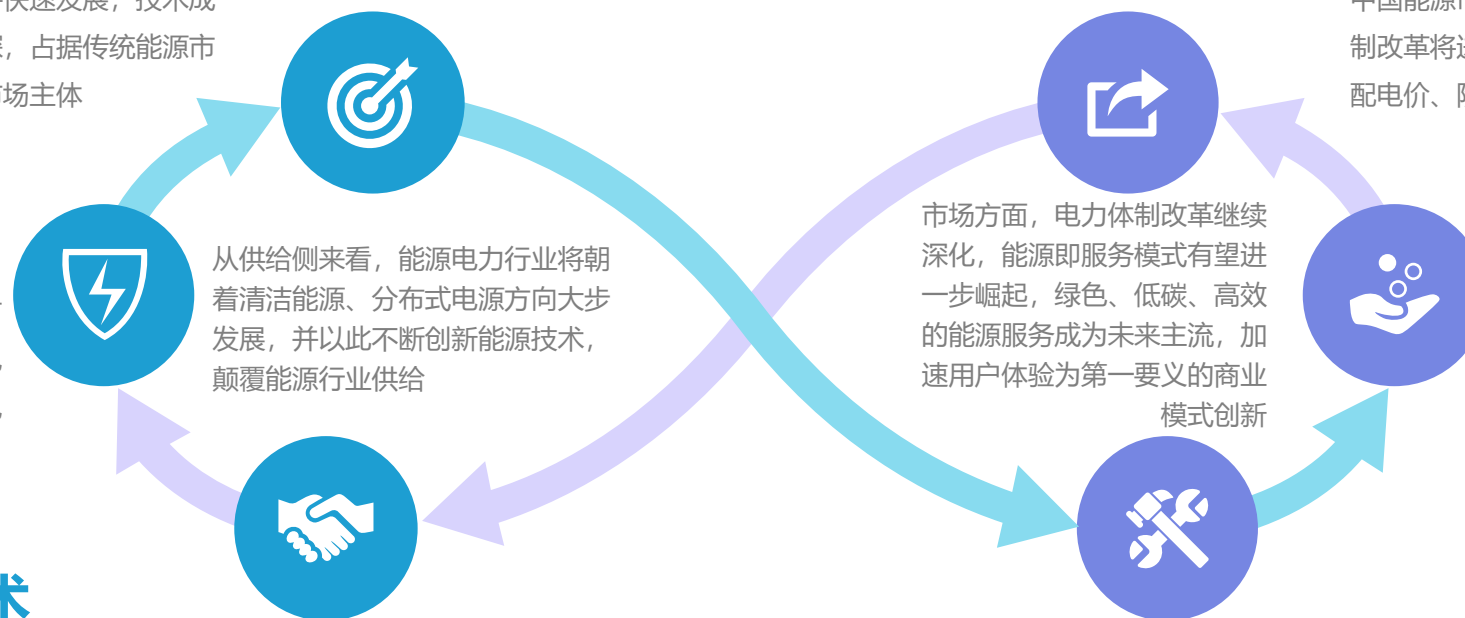 快速发展，技术成
，占据传统能源市
场主体
中国能源
制改革将
配电价、
从供给侧来看，能源电力行业将朝
着清洁能源、分布式电源方向大步
发展，并以此不断创新能源技术，
颠覆能源行业供给
市场方面，电力体制改革继续
深化，能源即服务模式有望进
一步崛起，绿色、低碳、高效
的能源服务成为未来主流，加
速用户体验为第一要义的商业
模式创新
术